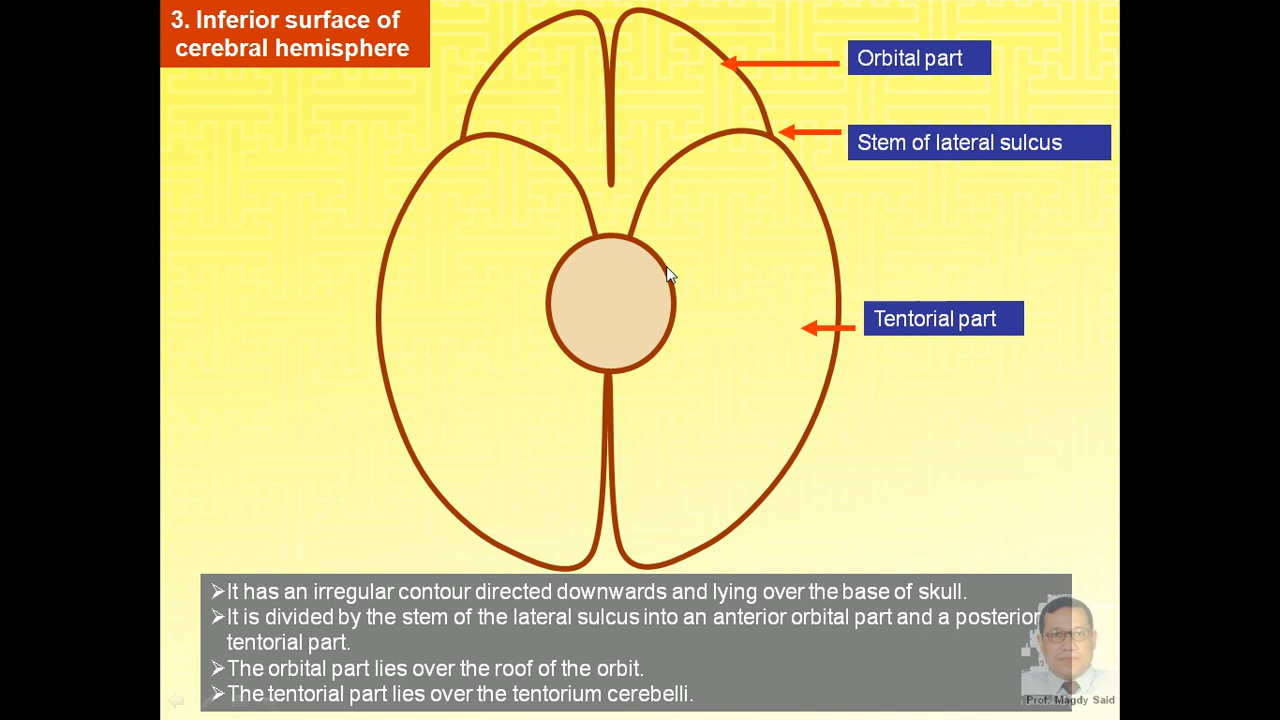 3. Inferior surface of
cerebral hemisphere
Orbital part
Stem of lateral sulcus
Tentorial part
➢It has an irregular contour directed downwards and lying over the base of skull.
➢It is divided by the stem of the lateral sulcus into an anterior orbital part and a posterior
tentorial part.
➢The orbital part lies over the roof of the orbit.
➢The tentorial part lies over the tentorium cerebelli.
Prof. Magdy Said